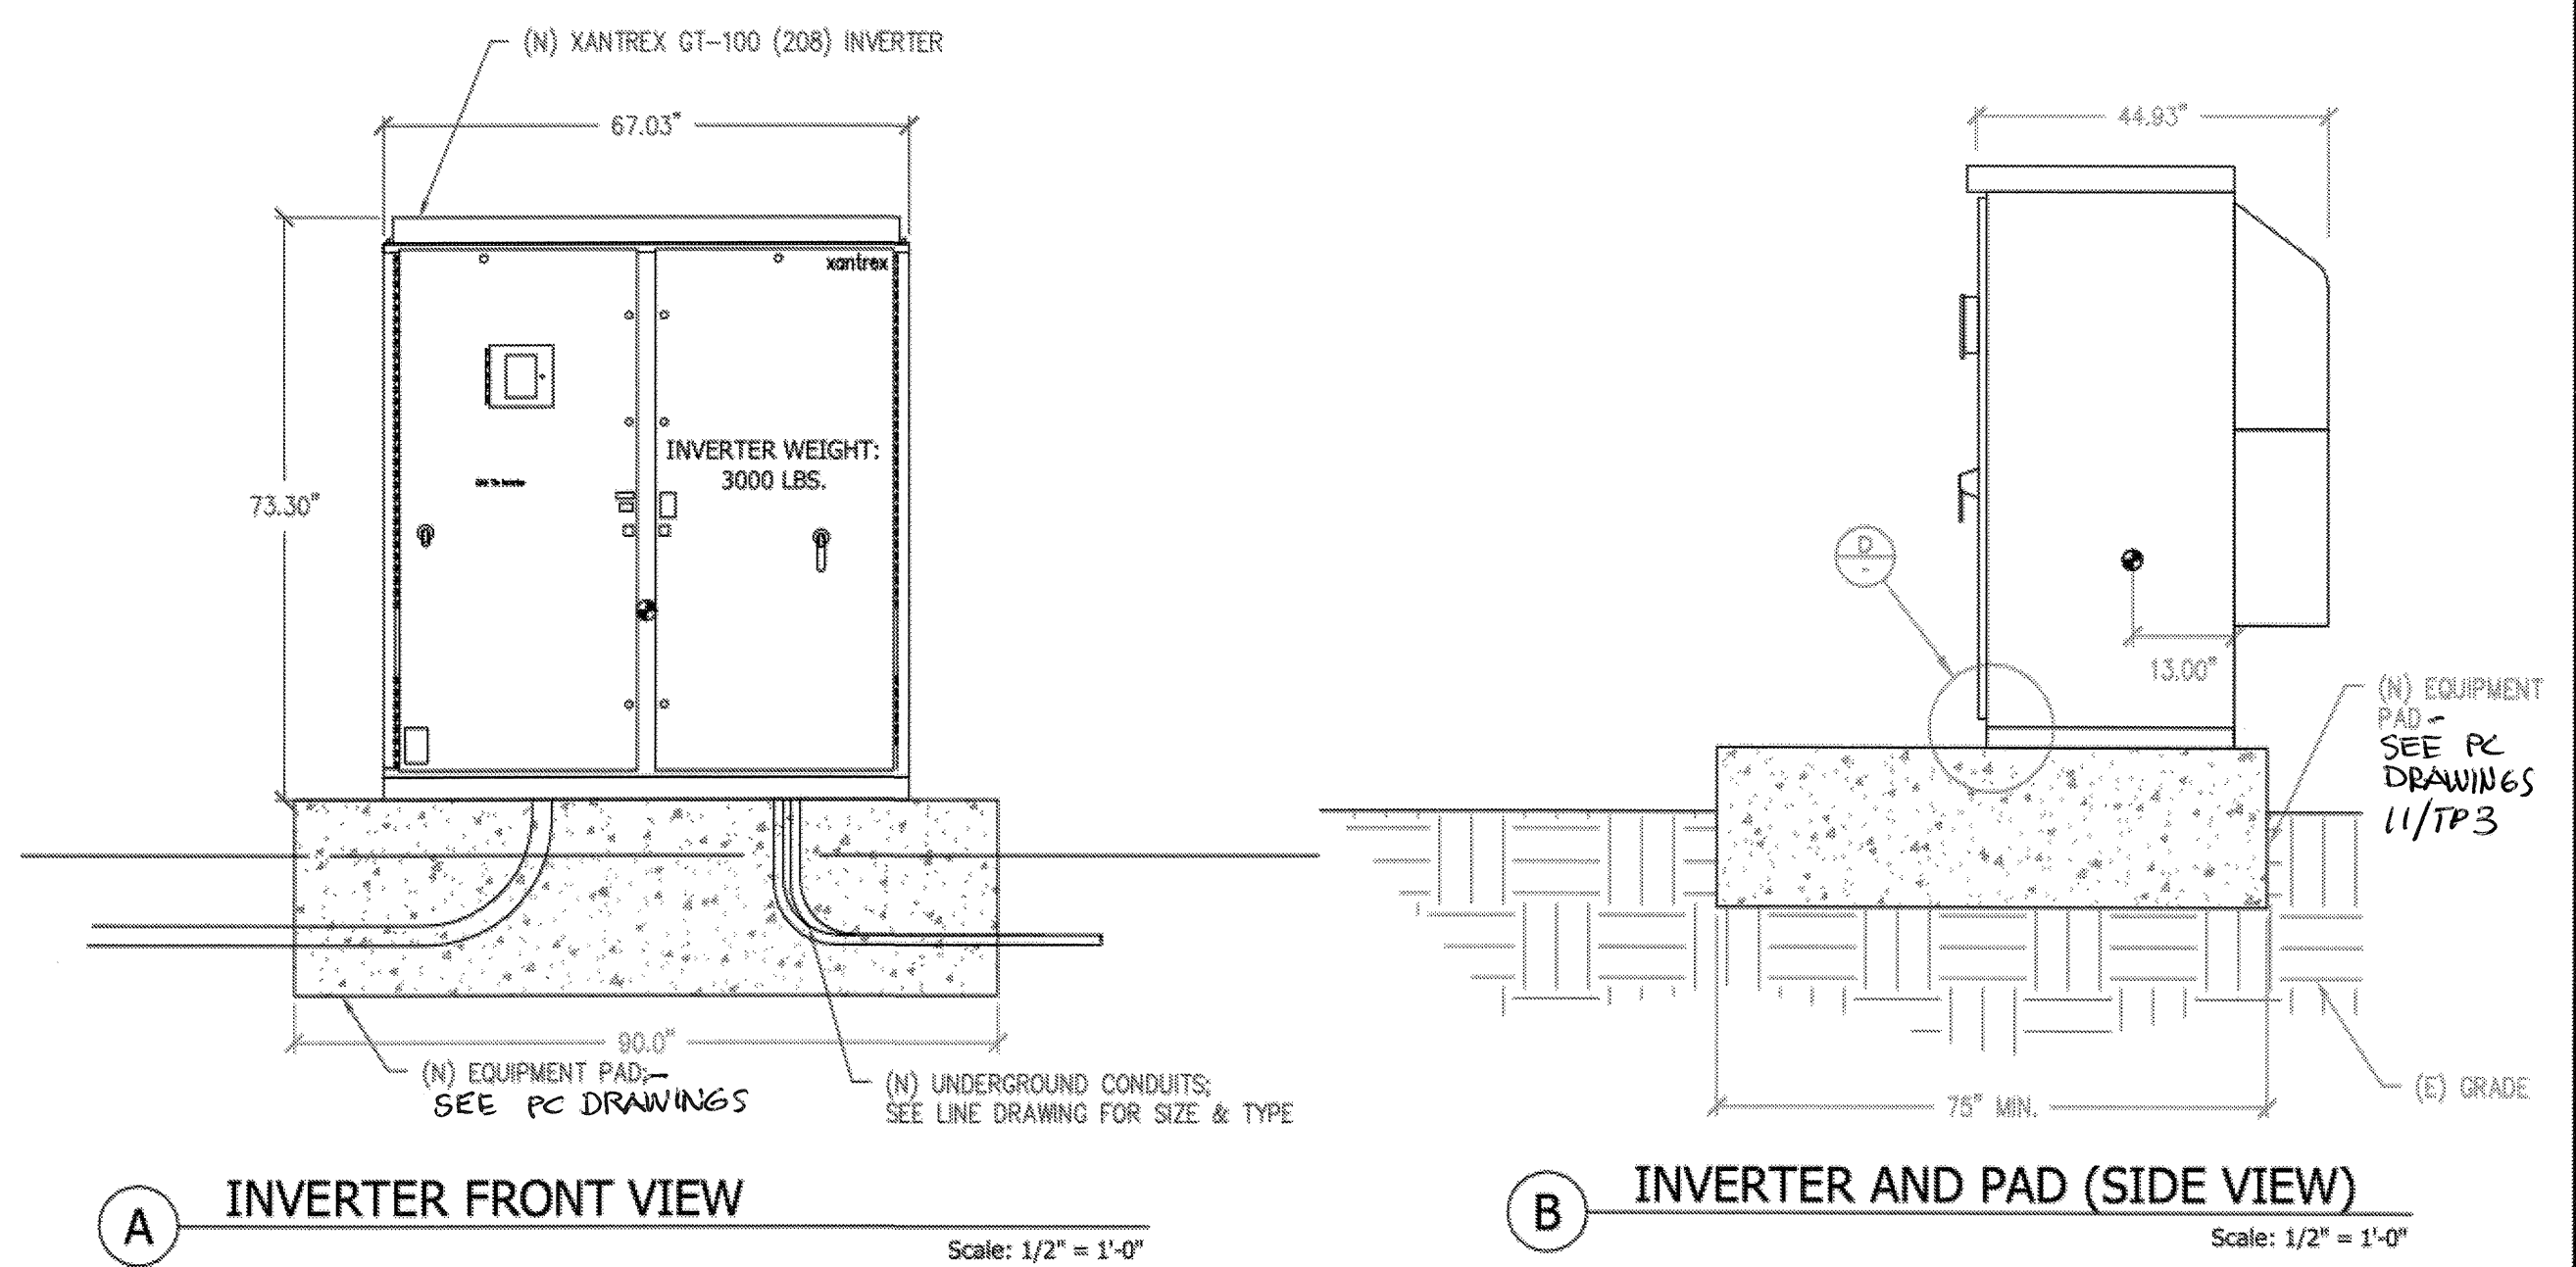 (N) XANTREX GT-100 (208) INVERTER
67.03"
73.30"
xantrex
INVERTER WEIGHT:
3000 LBS.
(N) EQUIPMENT PAD;-
SEE PC DRAWINGS
90.0"
(N) UNDERGROUND CONDUITS;
SEE LINE DRAWING FOR SIZE & TYPE
A
INVERTER FRONT VIEW
Scale: 1/2" = 1'-0"
44.93"
D
-
13.00"
(N) EQUIPMENT
PAD -
SEE PC
DRAWINGS
11/TP3
75" MIN.
(E) GRADE
B
INVERTER AND PAD (SIDE VIEW)
Scale: 1/2" = 1'-0"